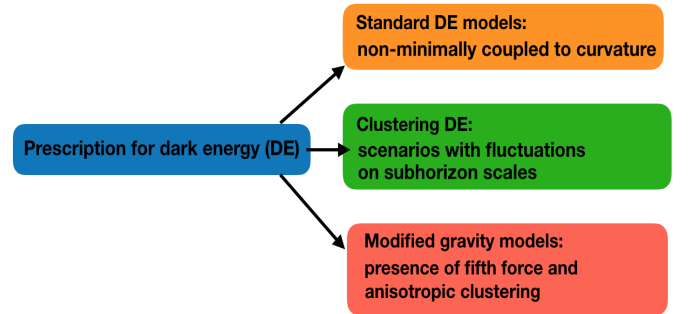 Standard DE models:
non-minimally coupled to curvature
Prescription for dark energy (DE)
Clustering DE:
scenarios with fluctuations
on subhorizon scales
Modified gravity models:
presence of fifth force and
anisotropic clustering